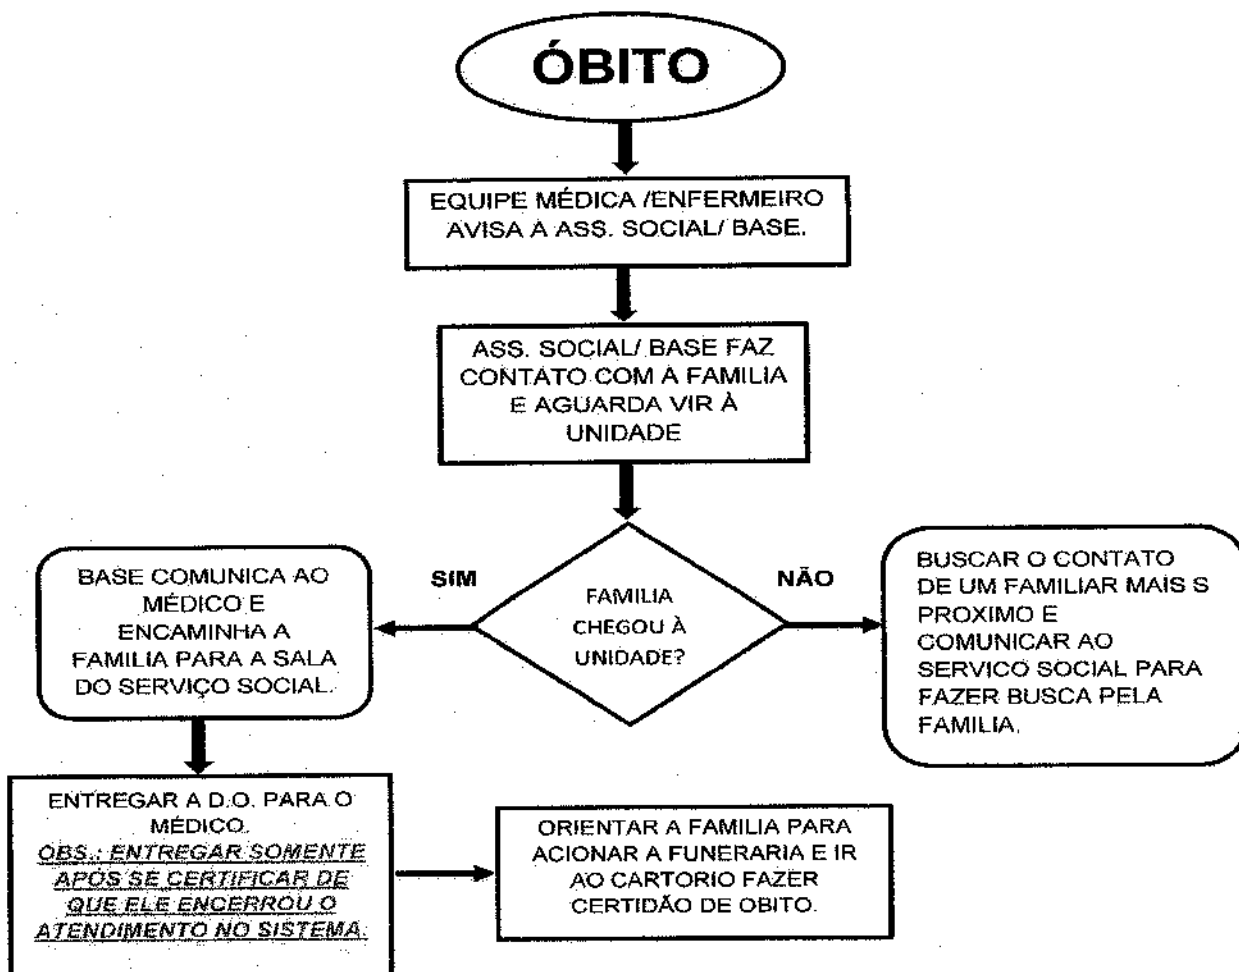 ÓBITO
EQUIPE MÉDICA /ENFERMEIRO
AVISA A ASS. SOCIAL/ BASE.
ASS. SOCIAL/ BASE FAZ
CONTATO COM A FAMILIA
E AGUARDA VIR À
UNIDADE
FAMILIA
CHEGOU À
UNIDADE?
SIM
NÃO
BASE COMUNICA AO
MÉDICO E
ENCAMINHA A
FAMILIA PARA A SALA
DO SERVIÇO SOCIAL.
BUSCAR O CONTATO
DE UM FAMILIAR MAIS S
PROXIMO E
COMUNICAR AO
SERVICO SOCIAL PARA
FAZER BUSCA PELA
FAMILIA.
ENTREGAR A D.O. PARA O
MÉDICO.
OBS.: ENTREGAR SOMENTE
APÓS SE CERTIFICAR DE
QUE ELE ENCERROU O
ATENDIMENTO NO SISTEMA.
ORIENTAR A FAMILIA PARA
ACIONAR A FUNERARIA E IR
AO CARTORIO FAZER
CERTIDÃO DE OBITO.